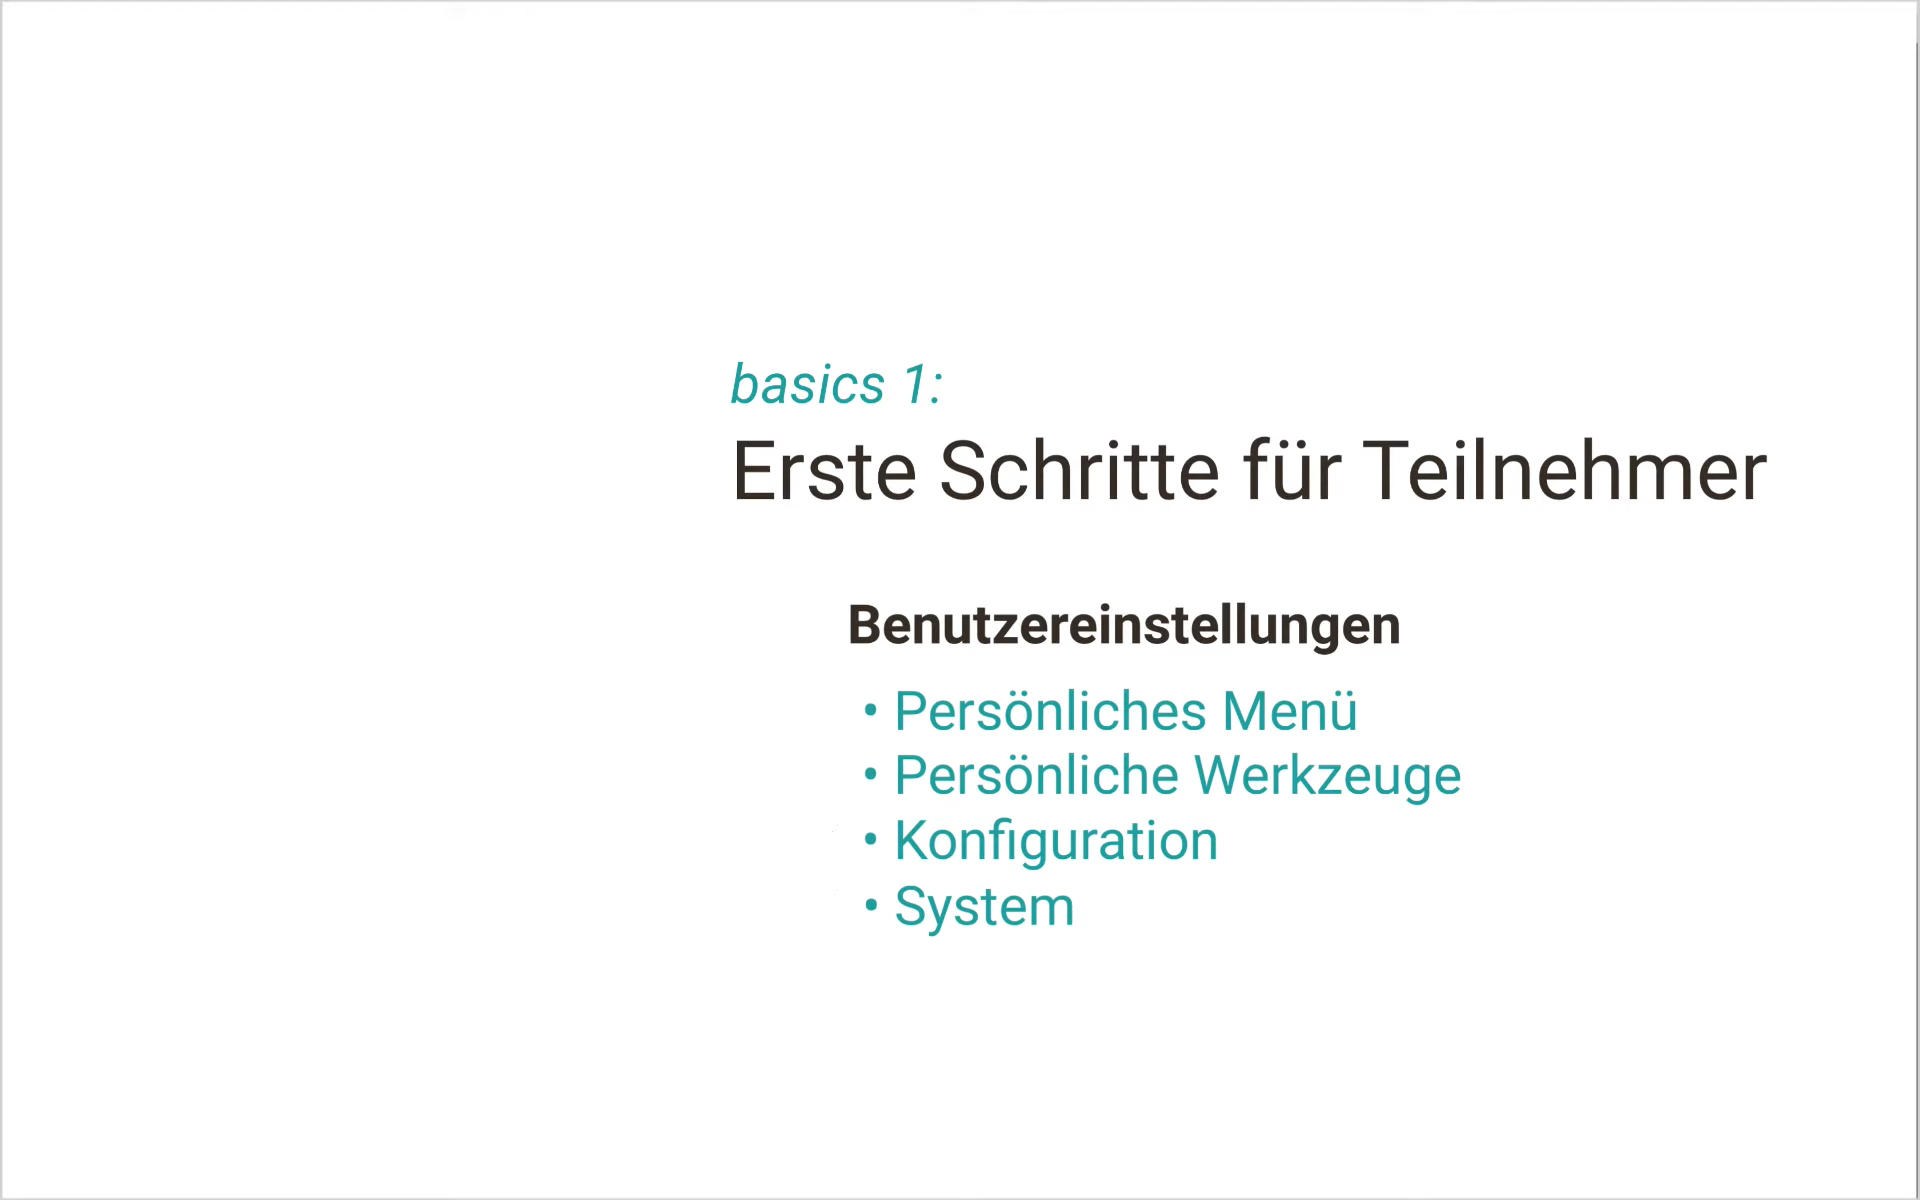 basics 1:
Erste Schritte für Teilnehmer
Benutzereinstellungen
• Persönliches Menü
• Persönliche Werkzeuge
• Konfiguration
• System